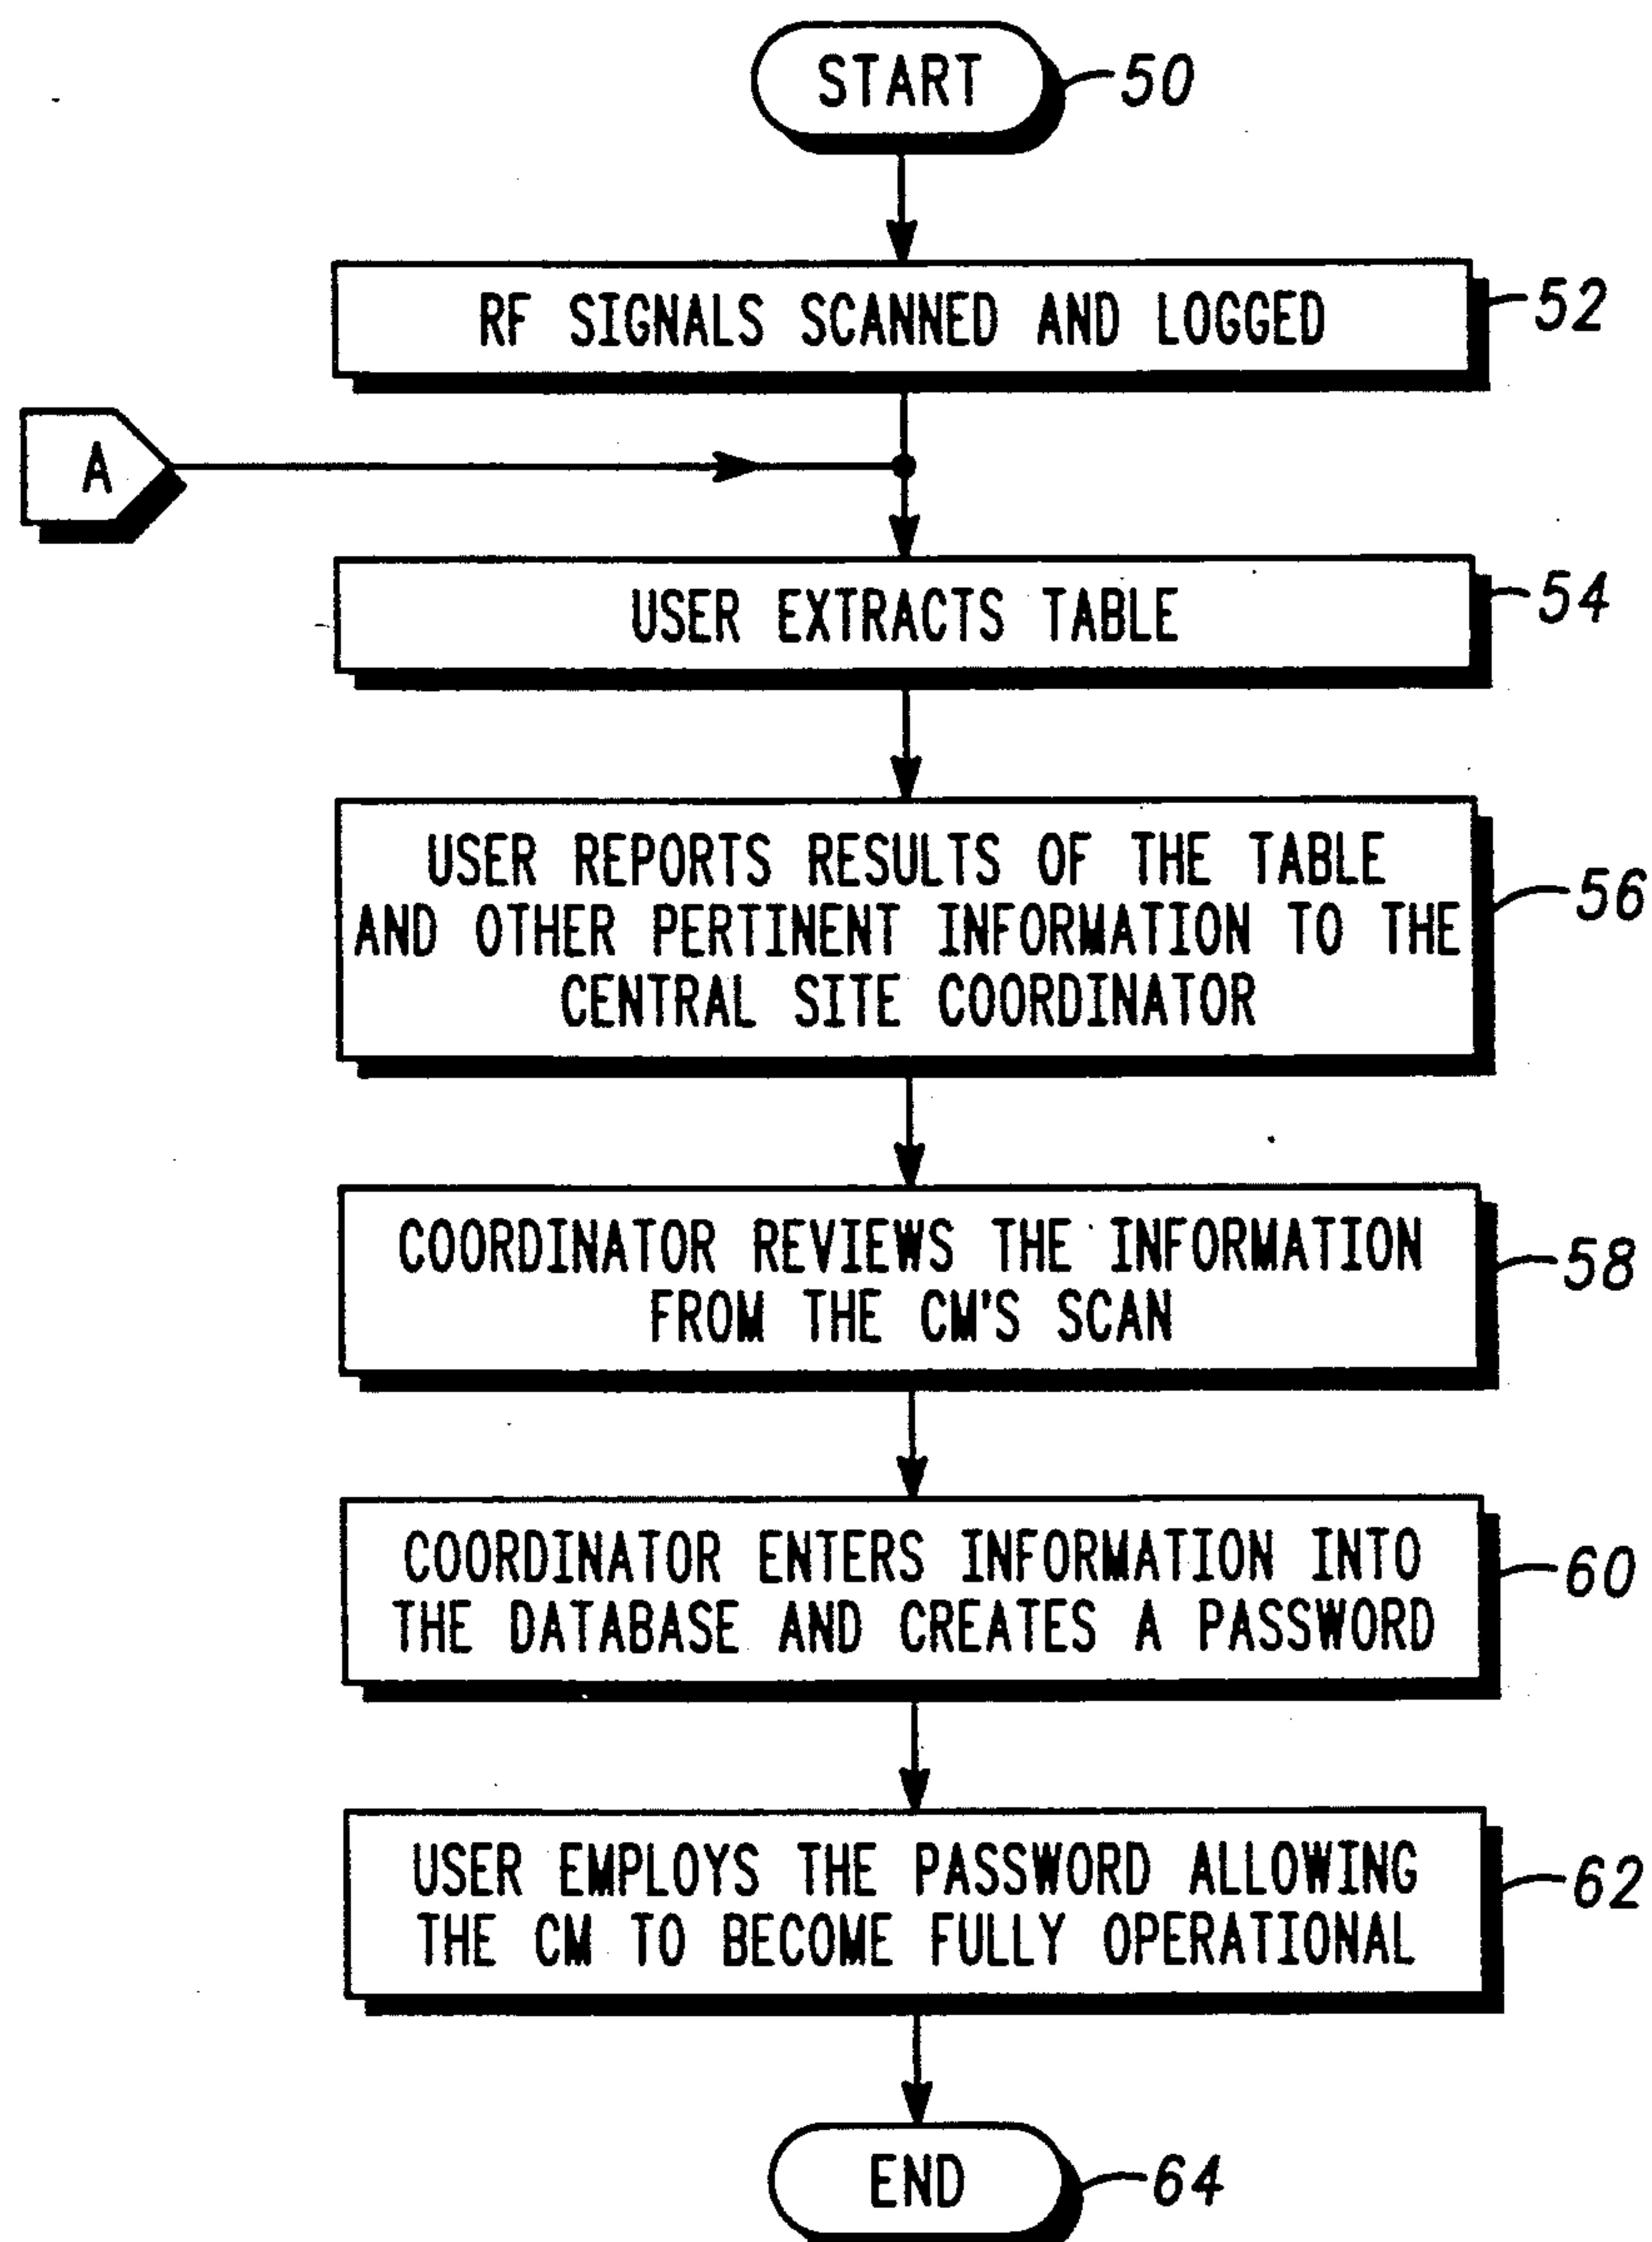 START
50
RF SIGNALS SCANNED AND LOGGED
52
A
USER EXTRACTS TABLE
54
USER REPORTS RESULTS OF THE TABLE
AND OTHER PERTINENT INFORMATION TO THE
CENTRAL SITE COORDINATOR
56
COORDINATOR REVIEWS THE INFORMATION
FROM THE CM'S SCAN
58
COORDINATOR ENTERS INFORMATION INTO
THE DATABASE AND CREATES A PASSWORD
60
USER EMPLOYS THE PASSWORD ALLOWING
THE CM TO BECOME FULLY OPERATIONAL
62
END
64